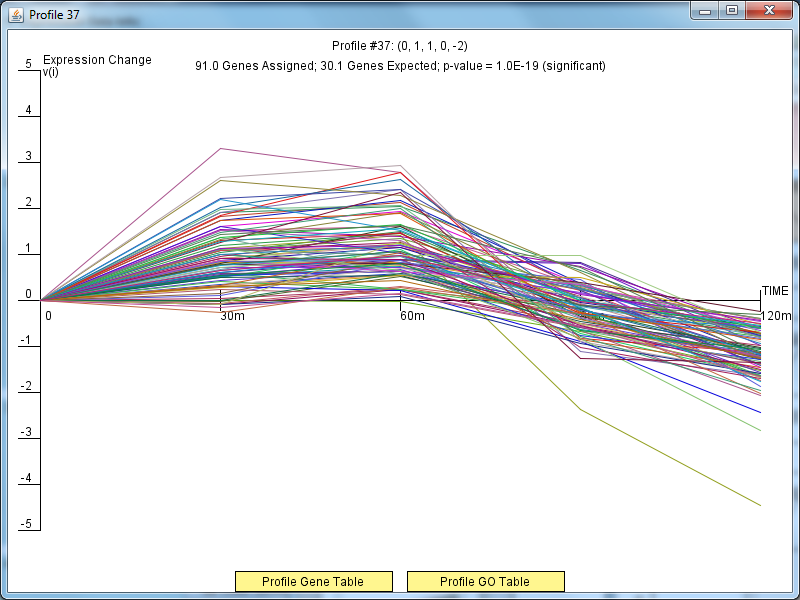 Profile 37
Profile #37: (0, 1, 1, 0, -2)
91.0 Genes Assigned; 30.1 Genes Expected; p-value = 1.0E-19 (significant)
Expression Change
v(i)
5
4
3
2
1
0
-1
-2
-3
-4
-5
TIME
0
30m
60m
120m
Profile Gene Table
Profile GO Table